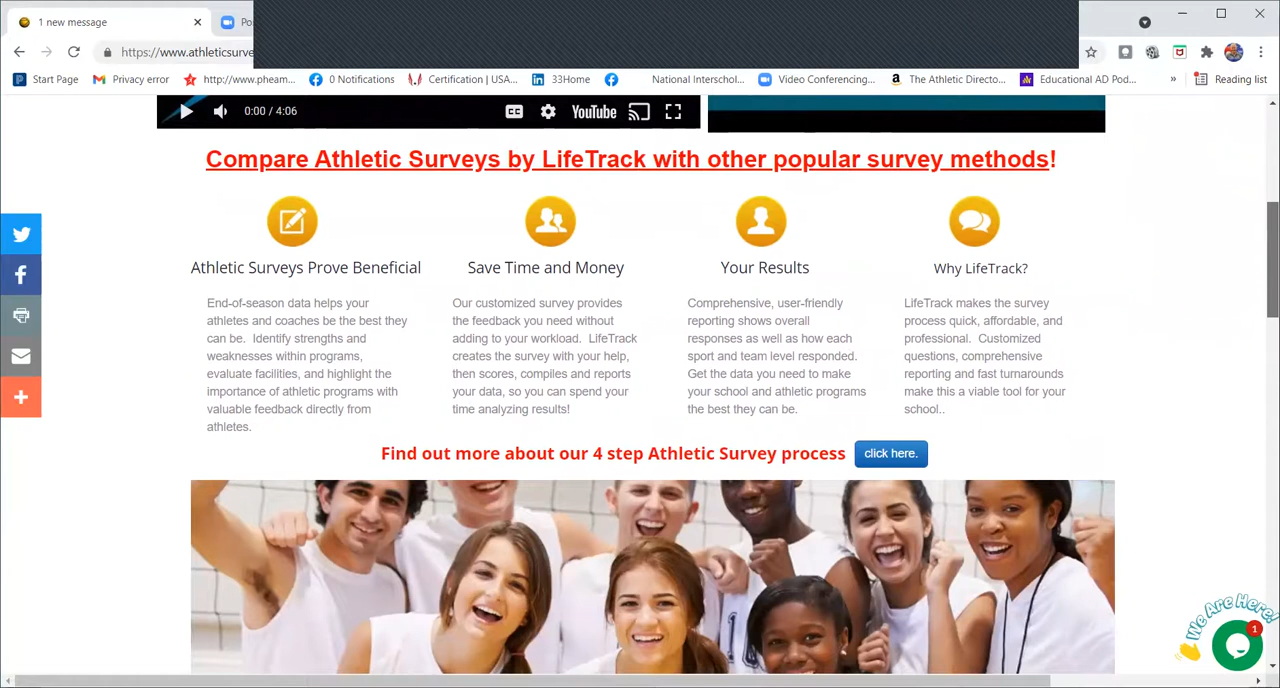 1 new message
Po
https://www.athleticsurve
Start Page
Privacy error
http://www.pheam...
0 Notifications
Certification | USA...
33Home
National Interschol...
Video Conferencing...
The Athletic Directo...
Educational AD Pod...
»
Reading list
0:00 / 4:06
CC
YouTube
Compare Athletic Surveys by LifeTrack with other popular survey methods!
Athletic Surveys Prove Beneficial
End-of-season data helps your
athletes and coaches be the best they
can be. Identify strengths and
weaknesses within programs,
evaluate facilities, and highlight the
importance of athletic programs with
valuable feedback directly from
athletes.
Save Time and Money
Our customized survey provides
the feedback you need without
adding to your workload. LifeTrack
creates the survey with your help,
then scores, compiles and reports
your data, so you can spend your
time analyzing results!
Your Results
Comprehensive, user-friendly
reporting shows overall
responses as well as how each
sport and team level responded.
Get the data you need to make
your school and athletic programs
the best they can be.
Why LifeTrack?
LifeTrack makes the survey
process quick, affordable, and
professional. Customized
questions, comprehensive
reporting and fast turnarounds
make this a viable tool for your
school..
Find out more about our 4 step Athletic Survey process
click here.
We Are Here!
1